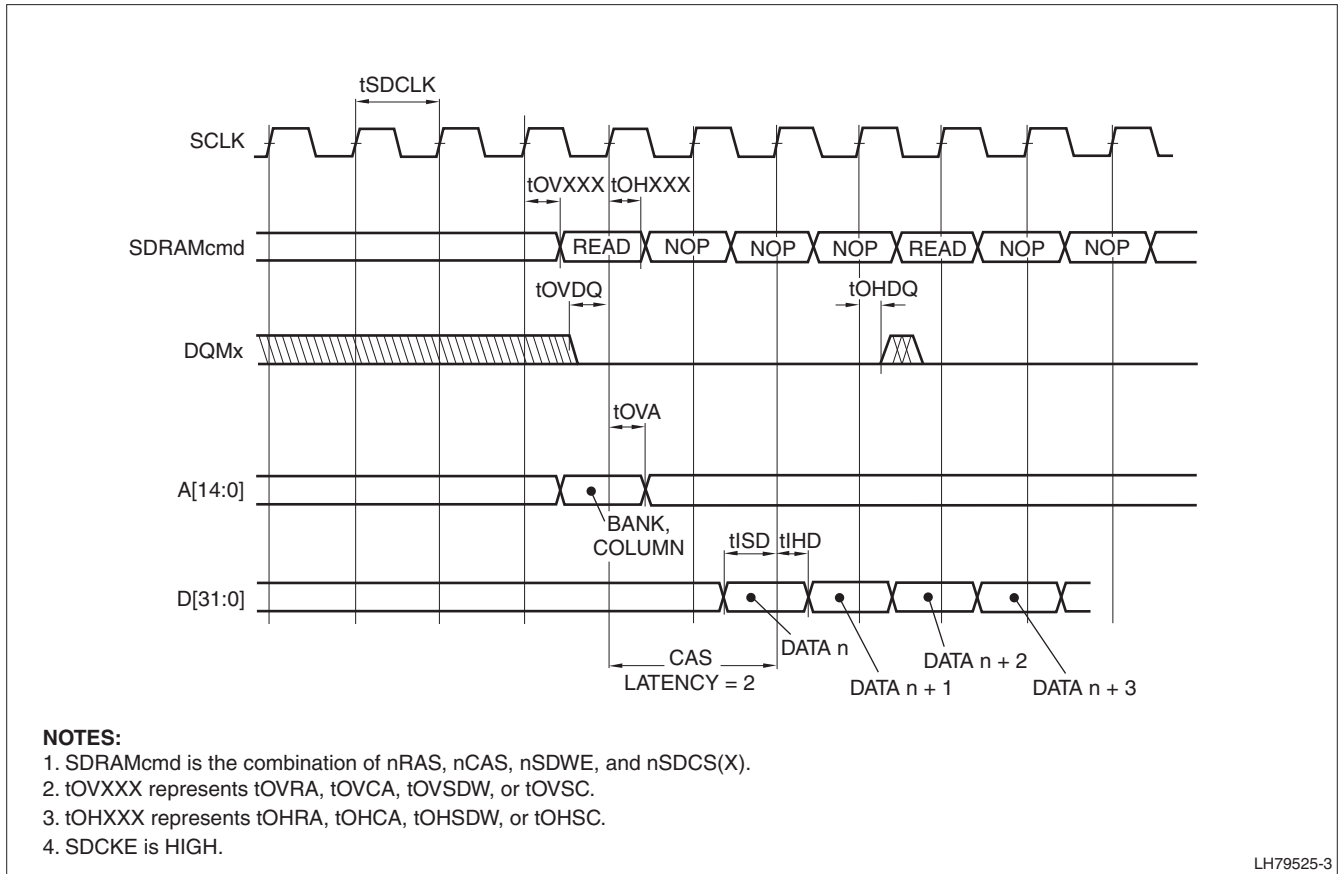 tSDCLK
SCLK
tOVXXX tOHXXX
SDRAMcmd READ NOP NOP NOP READ NOP NOP
tOVDQ tOHDQ
DQMx
tOVA
A[14:0]
BANK,
COLUMN
tISD tIHD
D[31:0]
DATA n
CAS
LATENCY = 2
DATA n + 2
DATA n + 1 DATA n + 3
NOTES:
1. SDRAMcmd is the combination of nRAS, nCAS, nSDWE, and nSDCS(X).
2. tOVXXX represents tOVRA, tOVCA, tOVSDW, or tOVSC.
3. tOHXXX represents tOHRA, tOHCA, tOHSDW, or tOHSC.
4. SDCKE is HIGH.
LH79525-3